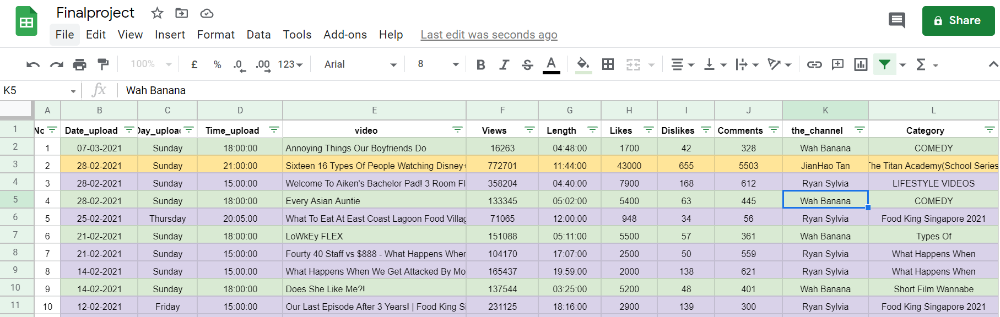 Finalproject
File Edit View Insert Format Data Tools Add-ons Help Last edit was seconds ago
Share
100% £ % .0 .00 123 Arial 8 B I S A Σ
K5 fx Wah Banana
A B C D E F G H I J K L
1 No Date_upload Day_uploa Time_upload video Views Length Likes Dislikes Comments the_channel Category
2 1 07-03-2021 Sunday 18:00:00 Annoying Things Our Boyfriends Do 16263 04:48:00 1700 42 328 Wah Banana COMEDY
3 2 28-02-2021 Sunday 21:00:00 Sixteen 16 Types Of People Watching Disney+ 772701 11:44:00 43000 655 5503 JianHao Tan The Titan Academy(School Series
4 3 28-02-2021 Sunday 15:00:00 Welcome To Aiken's Bachelor Pad! 3 Room Fl 358204 04:40:00 7900 168 612 Ryan Sylvia LIFESTYLE VIDEOS
5 4 28-02-2021 Sunday 18:00:00 Every Asian Auntie 133345 05:02:00 5400 63 445 Wah Banana COMEDY
6 5 25-02-2021 Thursday 20:05:00 What To Eat At East Coast Lagoon Food Villag 71065 12:00:00 948 34 56 Ryan Sylvia Food King Singapore 2021
7 6 21-02-2021 Sunday 18:00:00 LoWkEy FLEX 151088 05:11:00 5500 57 361 Wah Banana Types Of
8 7 21-02-2021 Sunday 15:00:00 Fourty 40 Staff vs $888 - What Happens When 104170 17:07:00 2500 50 559 Ryan Sylvia What Happens When
9 8 14-02-2021 Sunday 15:00:00 What Happens When We Get Attacked By Mo 165437 19:59:00 2000 138 621 Ryan Sylvia What Happens When
10 9 14-02-2021 Sunday 18:00:00 Does She Like Me?! 137544 03:25:00 5200 48 401 Wah Banana Short Film Wannabe
11 10 12-02-2021 Friday 15:00:00 Our Last Episode After 3 Years! | Food King Si 231125 18:16:00 2900 139 300 Ryan Sylvia Food King Singapore 2021